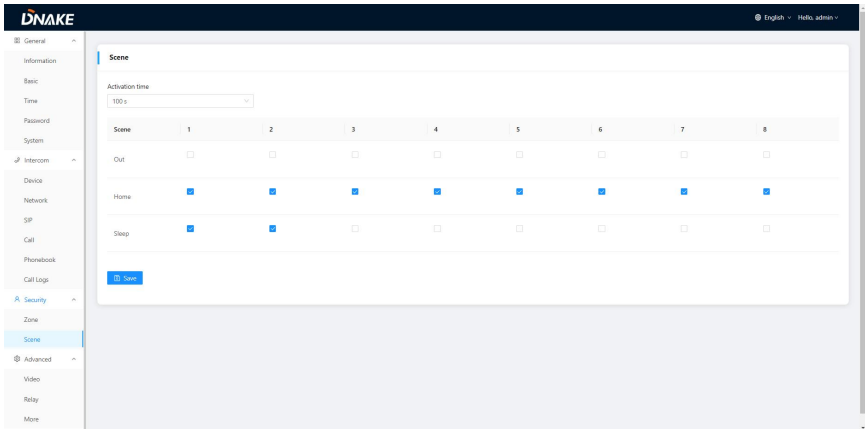 DNAKE
English
Hello, admin
General
Information
Basic
Time
Password
System
Intercom
Device
Network
SIP
Call
Phonebook
Call Logs
Security
Zone
Scene
Advanced
Video
Relay
More
Scene
Activation time
100 s
Scene 1 2 3 4 5 6 7 8
Out
Home
Sleep
Save